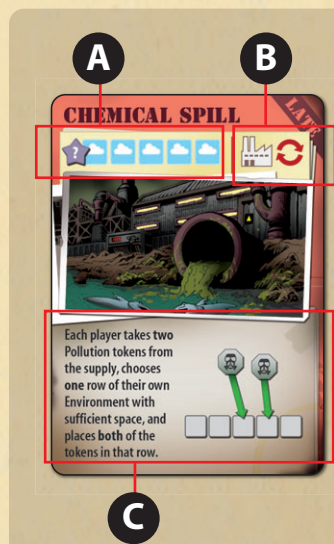 A
B
CHEMICAL SPILL
LATE
?
Each player takes two
Pollution tokens from
the supply, chooses
one row of their own
Environment with
sufficient space, and
places both of the
tokens in that row.
C